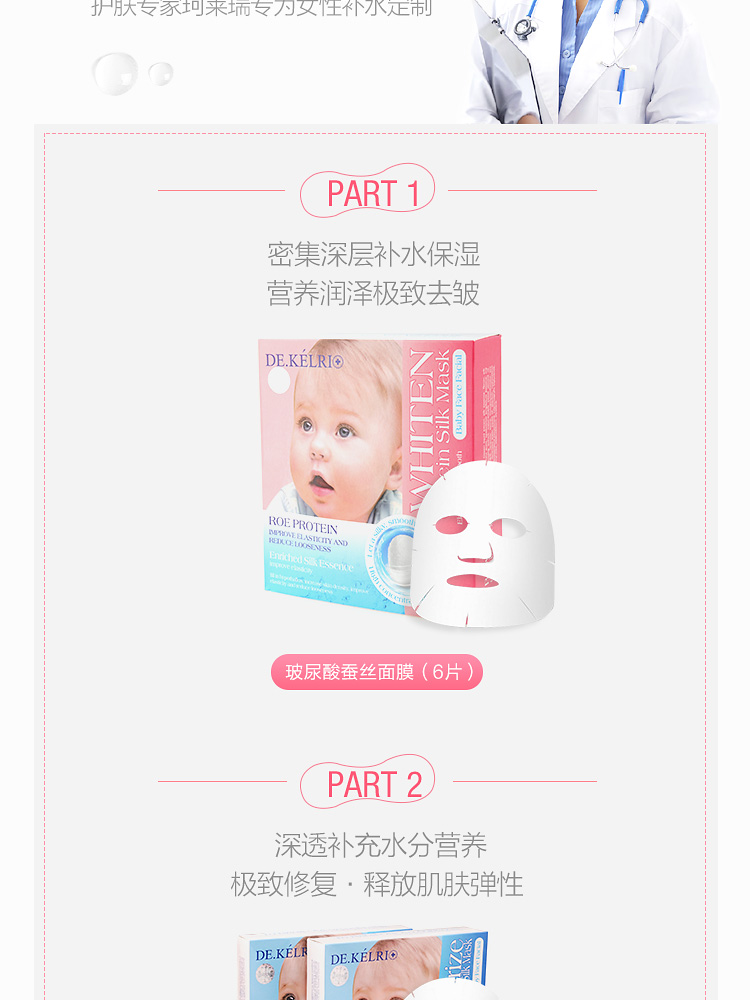 护肤专家珂莱瑞专为女性补水定制
PART 1
密集深层补水保湿
营养润泽极致去皱
DE.KÉLRI
WHITEN
Silk Mask
Baby Face Facial
ROE PROTEIN
IMPROVE ELASTICITY AND
REDUCE LOOSENESS
Enriched Silk Essence
Improve Elasticity
玻尿酸蚕丝面膜（6片）
PART 2
深透补充水分营养
极致修复·释放肌肤弹性
DE.KÉLRI
DE.KÉLRI